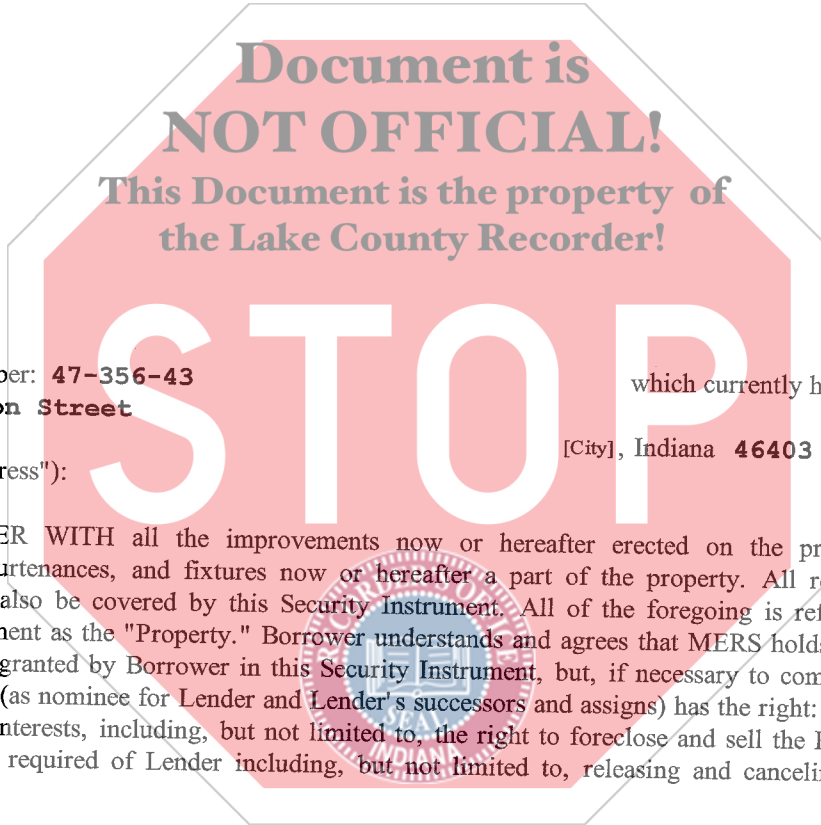 Document is
NOT OFFICIAL!
This Document is the property of
the Lake County Recorder!
STOP
ber: 47-356-43
which currently h
on Street
[City], Indiana 46403
ress"):
ER WITH all the improvements now or hereafter erected on the pr
urtenances, and fixtures now or hereafter a part of the property. All r
also be covered by this Security Instrument. All of the foregoing is ref
ment as the "Property." Borrower understands and agrees that MERS holds
granted by Borrower in this Security Instrument, but, if necessary to com
(as nominee for Lender and Lender's successors and assigns) has the right:
nterests, including, but not limited to, the right to foreclose and sell the P
required of Lender including, but not limited to, releasing and canceli
RECORDER'S OFFICE
SEAL
INDIANA